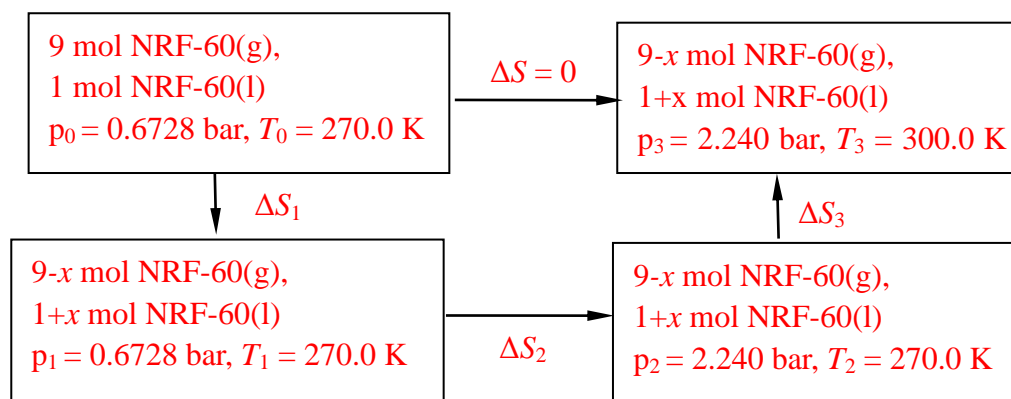 9 mol NRF-60(g),
1 mol NRF-60(l)
p₀ = 0.6728 bar, T₀ = 270.0 K
ΔS = 0
9-x mol NRF-60(g),
1+x mol NRF-60(l)
p₃ = 2.240 bar, T₃ = 300.0 K
ΔS₁
ΔS₃
9-x mol NRF-60(g),
1+x mol NRF-60(l)
p₁ = 0.6728 bar, T₁ = 270.0 K
ΔS₂
9-x mol NRF-60(g),
1+x mol NRF-60(l)
p₂ = 2.240 bar, T₂ = 270.0 K